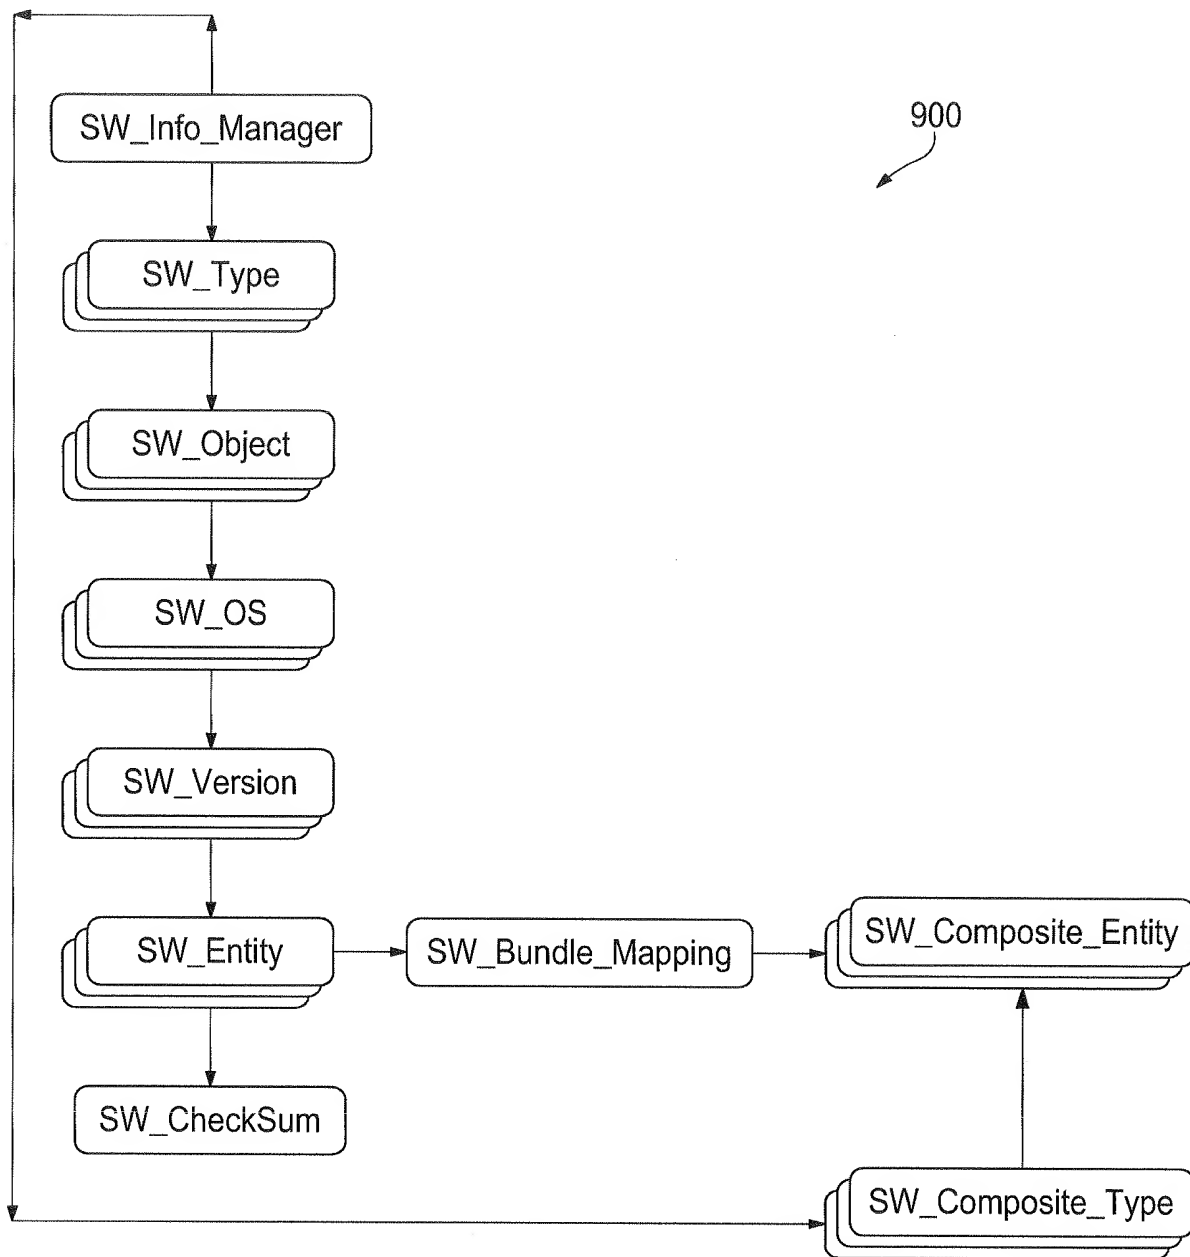 900
SW_Info_Manager
SW_Type
SW_Object
SW_OS
SW_Version
SW_Entity
SW_Bundle_Mapping
SW_Composite_Entity
SW_CheckSum
SW_Composite_Type